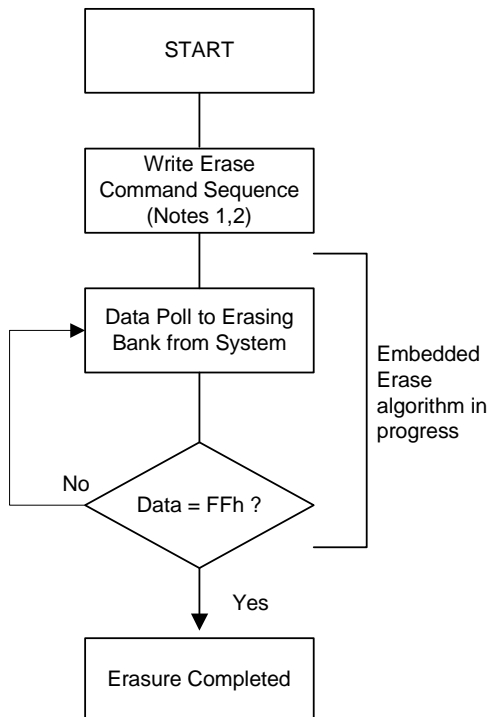 START
Write Erase
Command Sequence
(Notes 1,2)
Data Poll to Erasing
Bank from System
Embedded
Erase
algorithm in
progress
No
Data = FFh ?
Yes
Erasure Completed